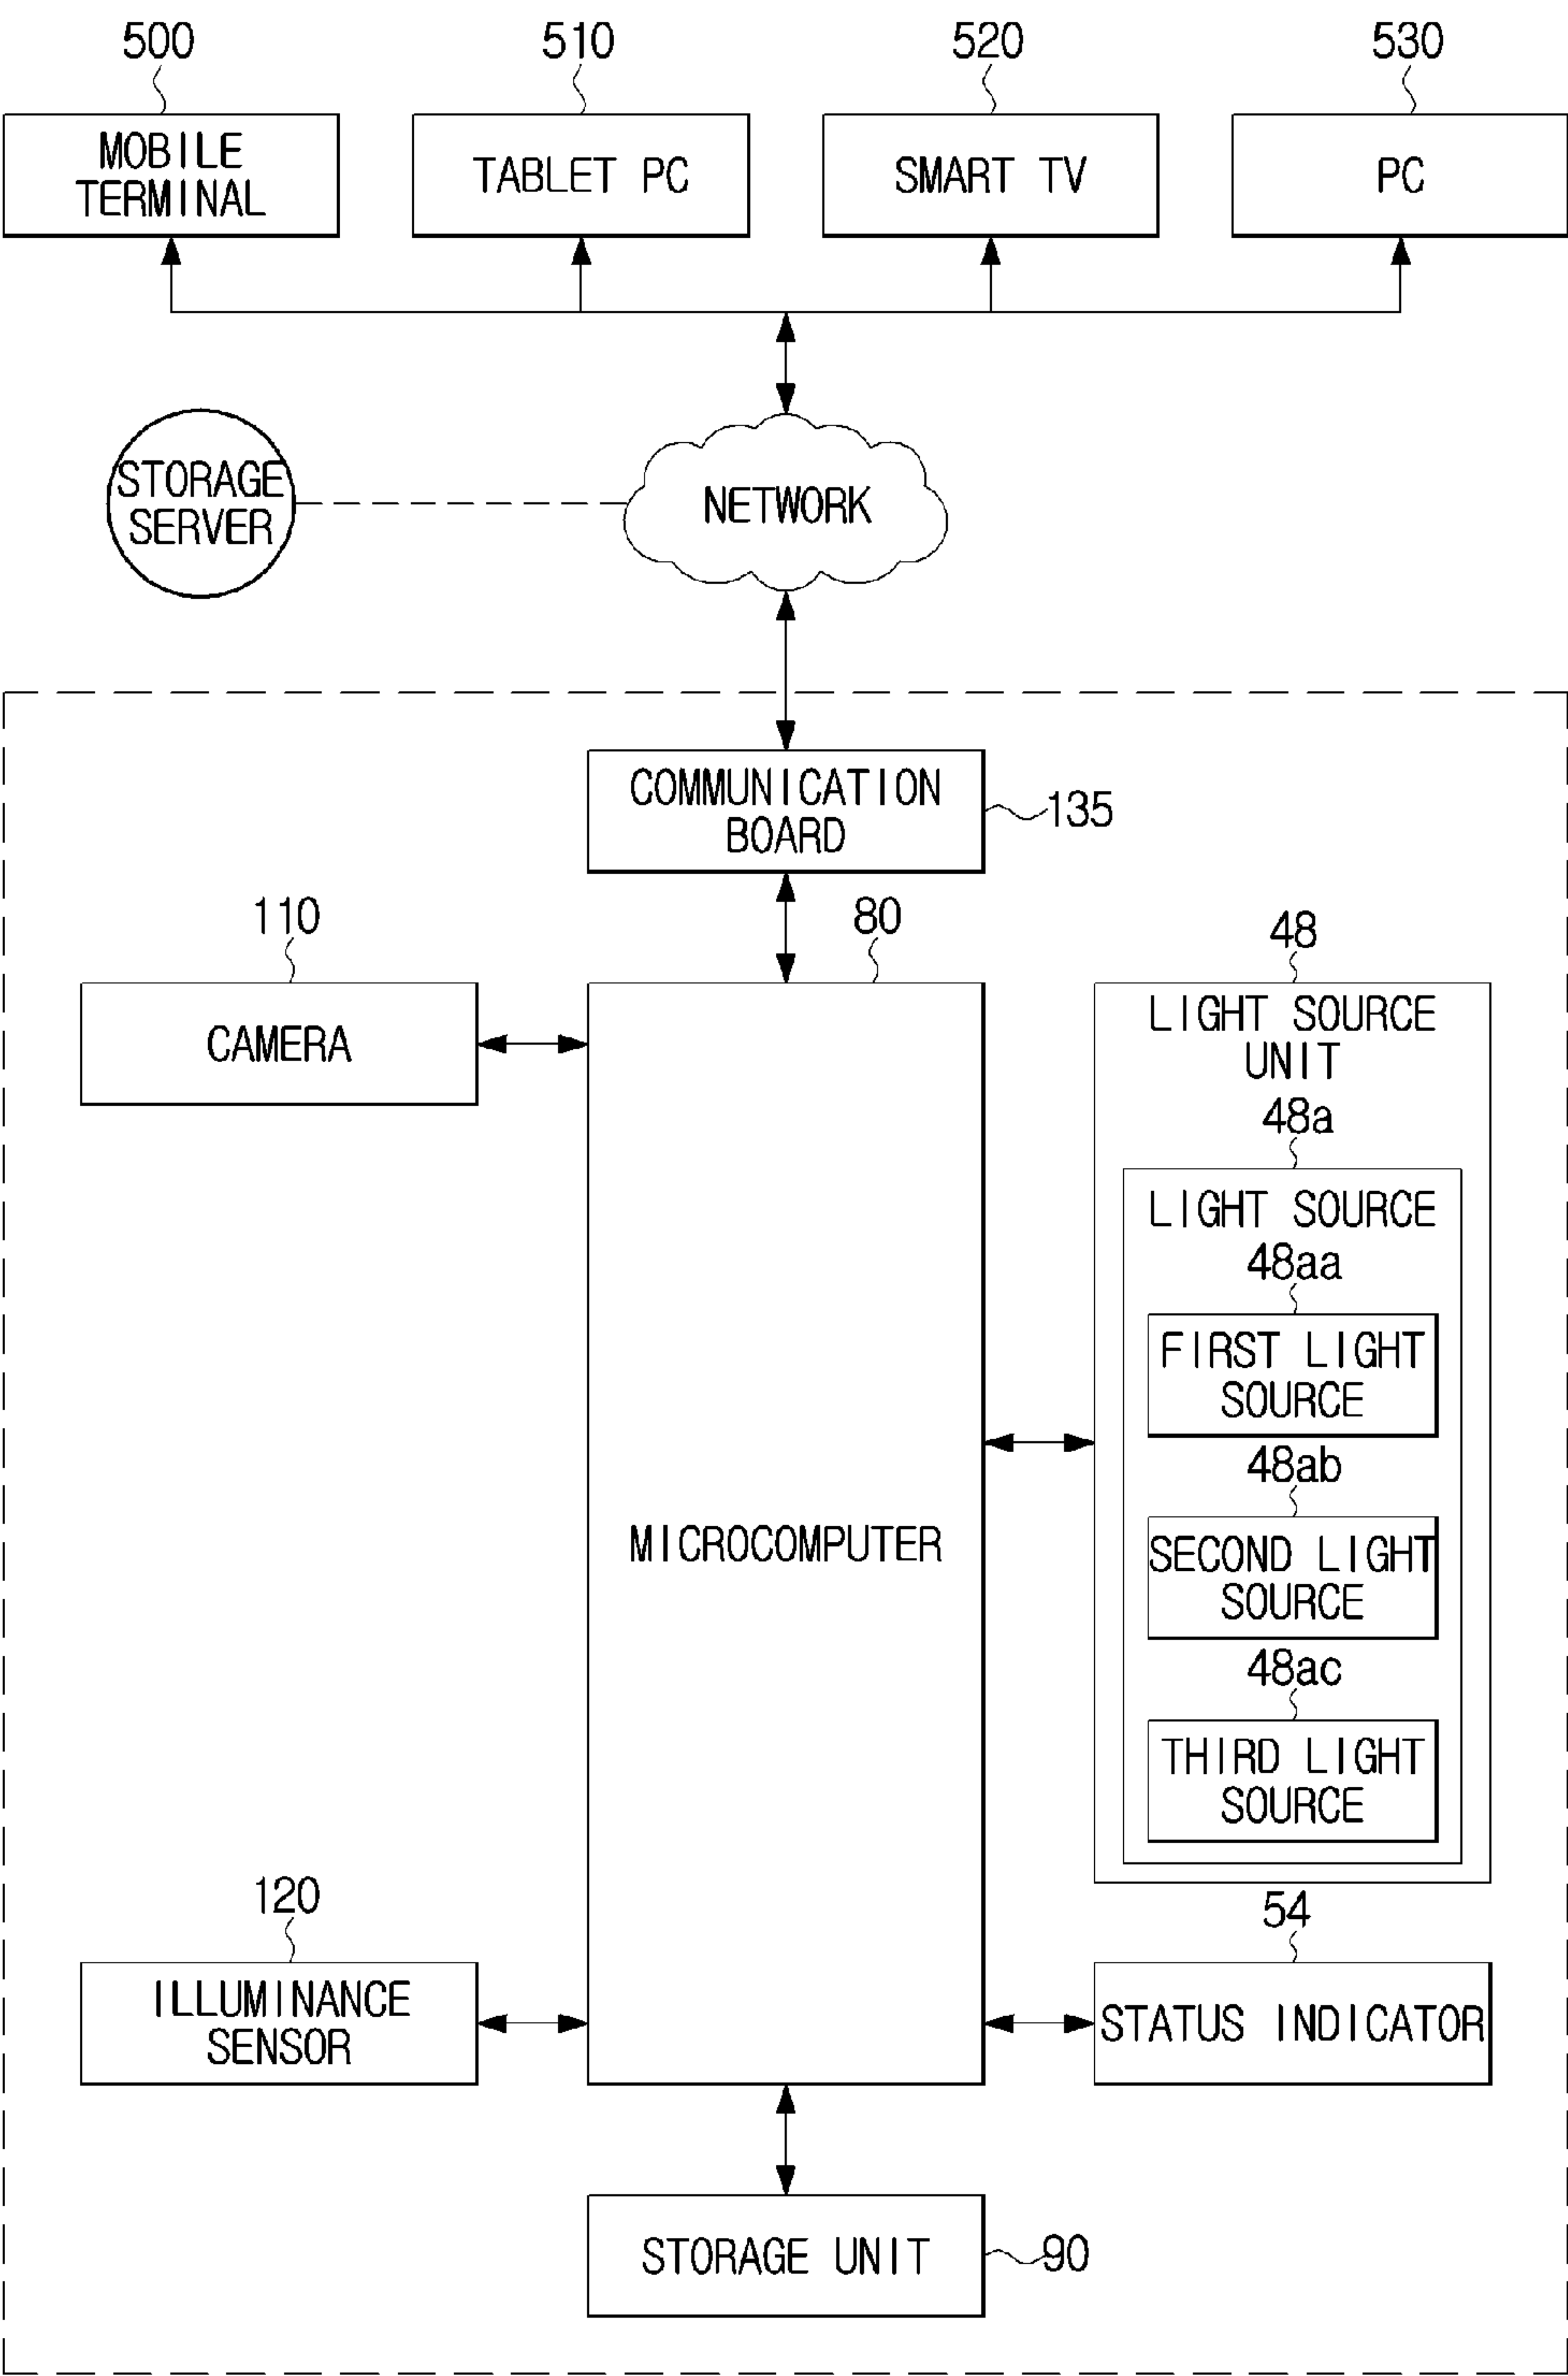 500
510
520
530
MOBILE
TERMINAL
TABLET PC
SMART TV
PC
STORAGE
SERVER
NETWORK
COMMUNICATION
BOARD
135
110
80
48
CAMERA
LIGHT SOURCE
UNIT
48a
LIGHT SOURCE
48aa
FIRST LIGHT
SOURCE
48ab
MICROCOMPUTER
SECOND LIGHT
SOURCE
48ac
THIRD LIGHT
SOURCE
120
54
ILLUMINANCE
SENSOR
STATUS INDICATOR
STORAGE UNIT
90